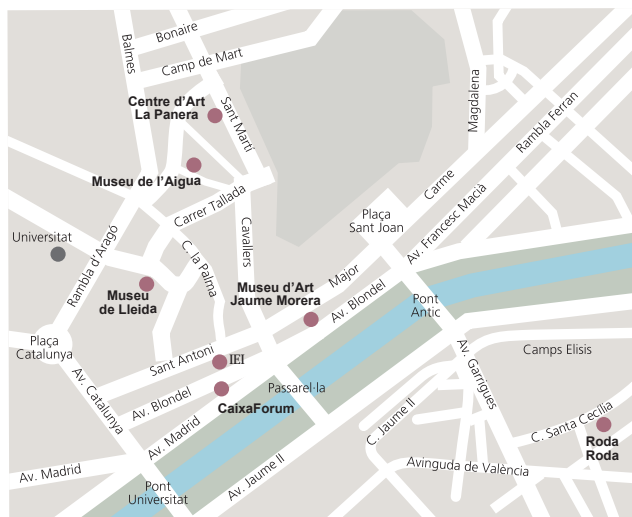 Bonaire
Balmes
Camp de Mart
Centre d’Art
La Panera
Sant Martí
Magdalena
Rambla Ferran
Museu de l’Aigua
Carrer Tallada
Carme
Plaça
Sant Joan
Av. Francesc Macià
Universitat
Rambla d’Aragó
C. la Palma
Cavallers
Museu d’Art
Jaume Morera
Major
Av. Blondel
Museu
de Lleida
Pont
Antic
Plaça
Catalunya
Sant Antoni
IEI
Camps Elisis
Av. Catalunya
Av. Blondel
Passarel·la
CaixaForum
Av. Garrigues
C. Jaume II
C. Santa Cecília
Roda
Roda
Av. Madrid
Av. Madrid
Av. Jaume II
Avinguda de València
Pont
Universitat